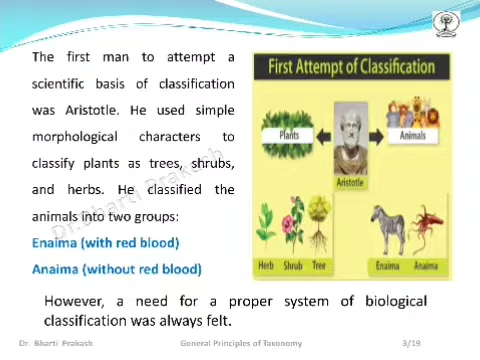 The first man to attempt a
scientific basis of classification
was Aristotle. He used simple
morphological characters to
classify plants as trees, shrubs,
and herbs. He classified the
animals into two groups:
Enaima (with red blood)
Anaima (without red blood)
First Attempt of Classification
Plants
Animals
Aristotle
Herb Shrub Tree
Enaima Anaima
However, a need for a proper system of biological
classification was always felt.
Dr. Bharti Prakash
Dr. Bharti Prakash General Principles of Taxonomy 3/19